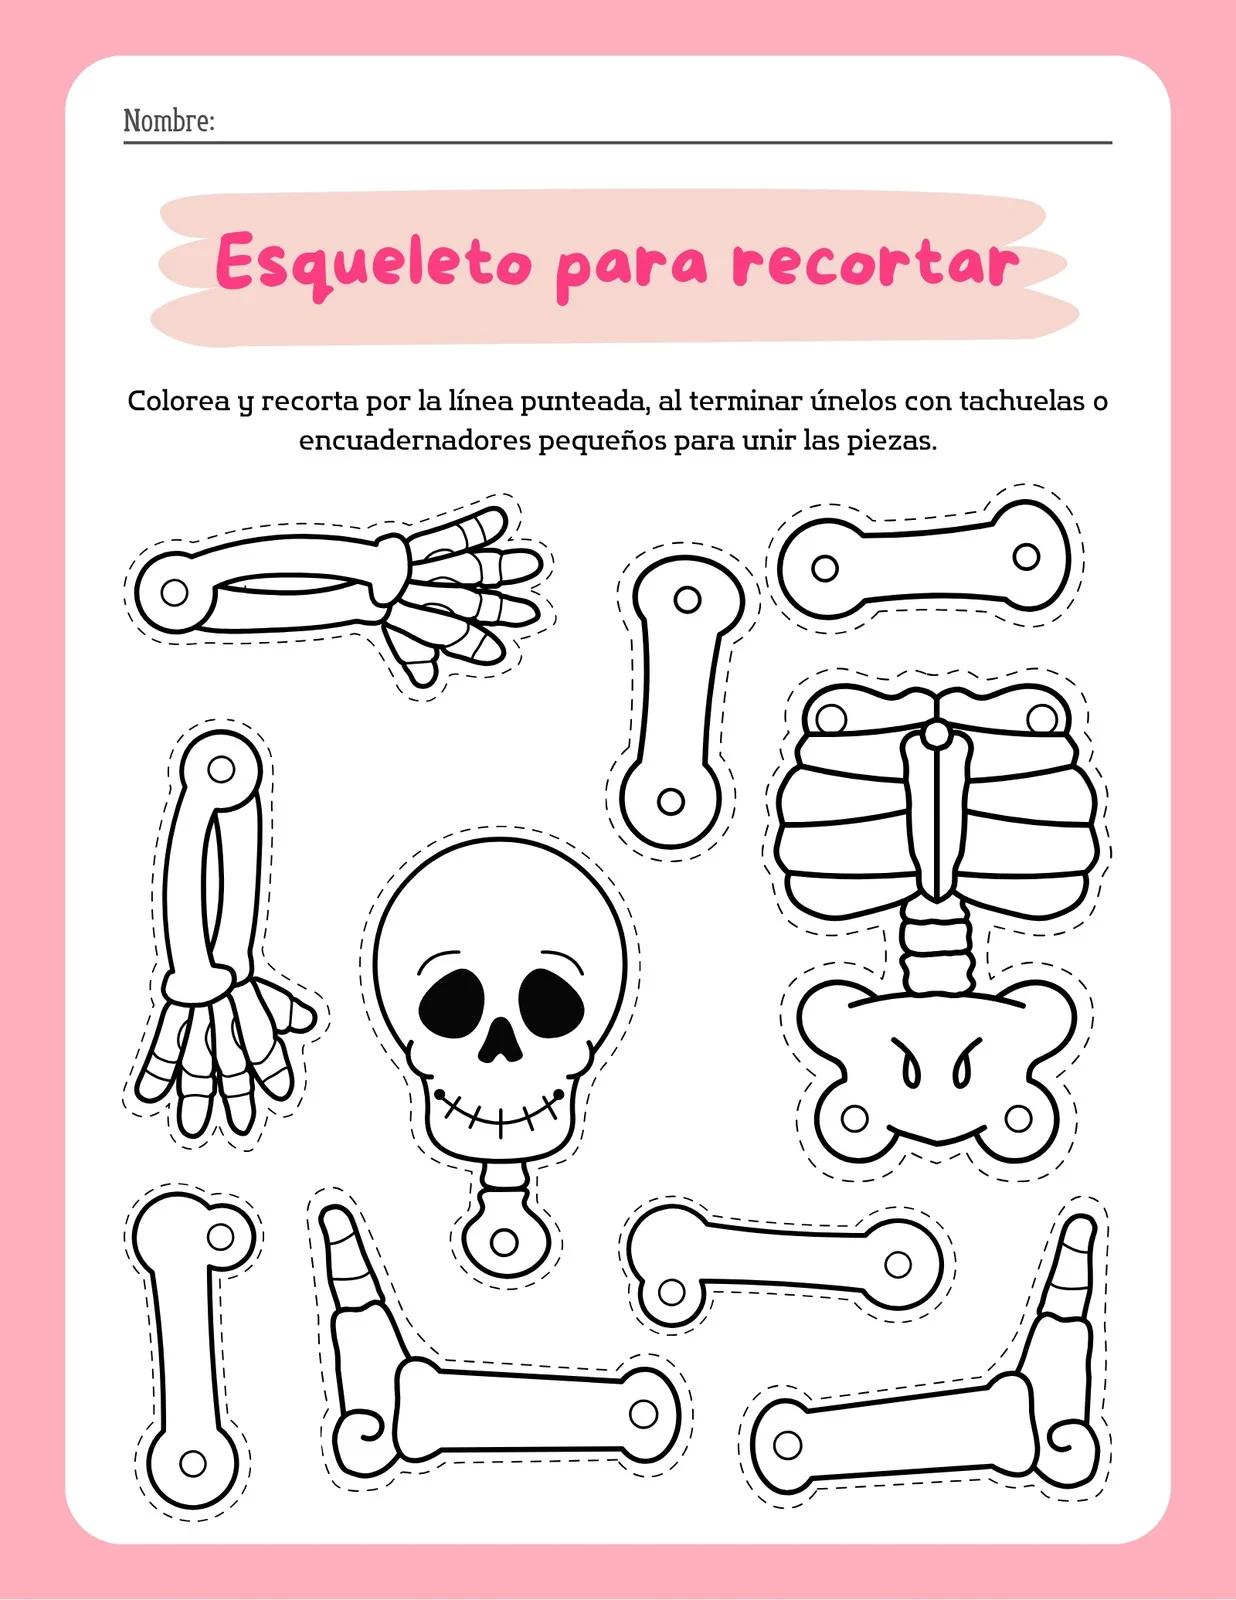 Nombre:
Esqueleto para recortar
Colorea y recorta por la línea punteada, al terminar únelos con tachuelas o
encuadernadores pequeños para unir las piezas.